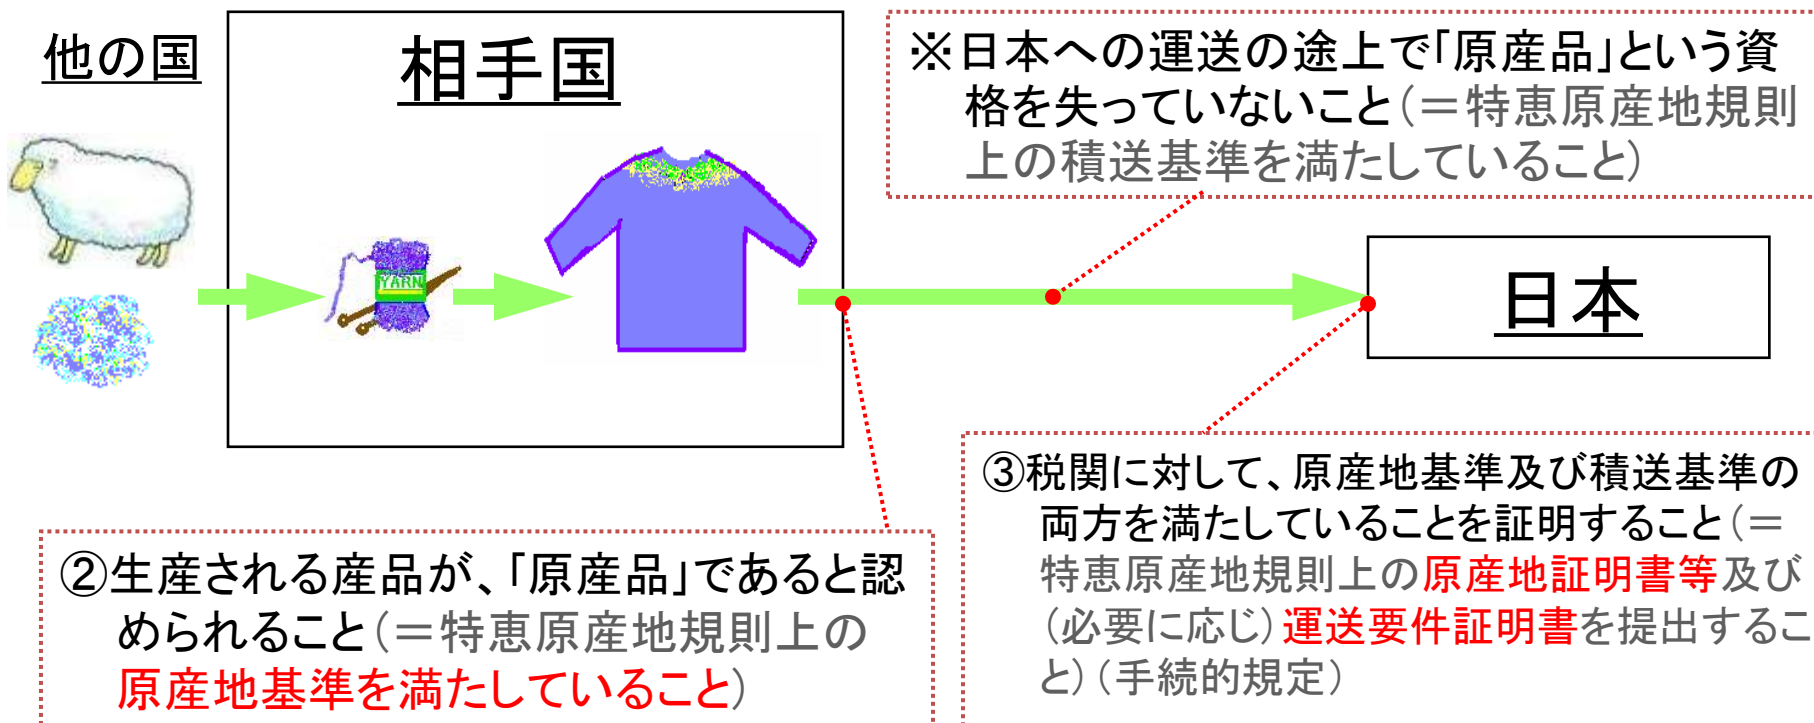 他の国
相手国
※日本への運送の途上で「原産品」という資
格を失っていないこと（＝特恵原産地規則
上の積送基準を満たしていること）
YARN
日本
②生産される産品が、「原産品」であると認
められること（＝特恵原産地規則上の
原産地基準を満たしていること）
③税関に対して、原産地基準及び積送基準の
両方を満たしていることを証明すること（＝
特恵原産地規則上の原産地証明書等及び
（必要に応じ）運送要件証明書を提出するこ
と）（手続的規定）